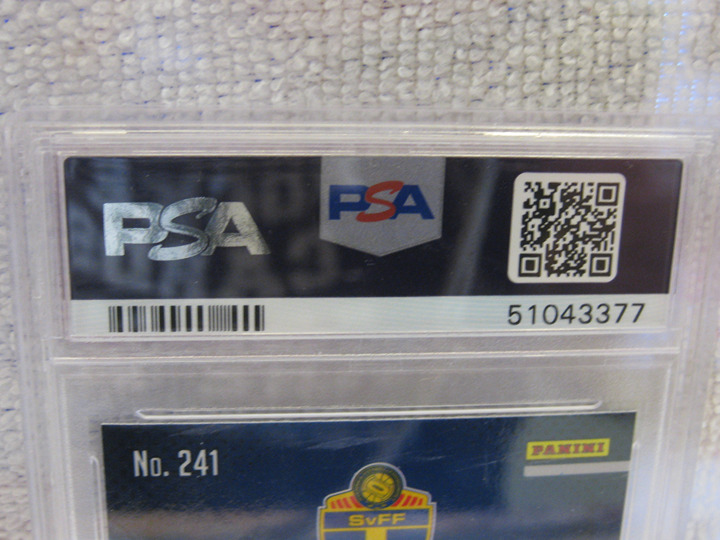 PSA
PSA
51043377
No. 241
PANINI
SvFF